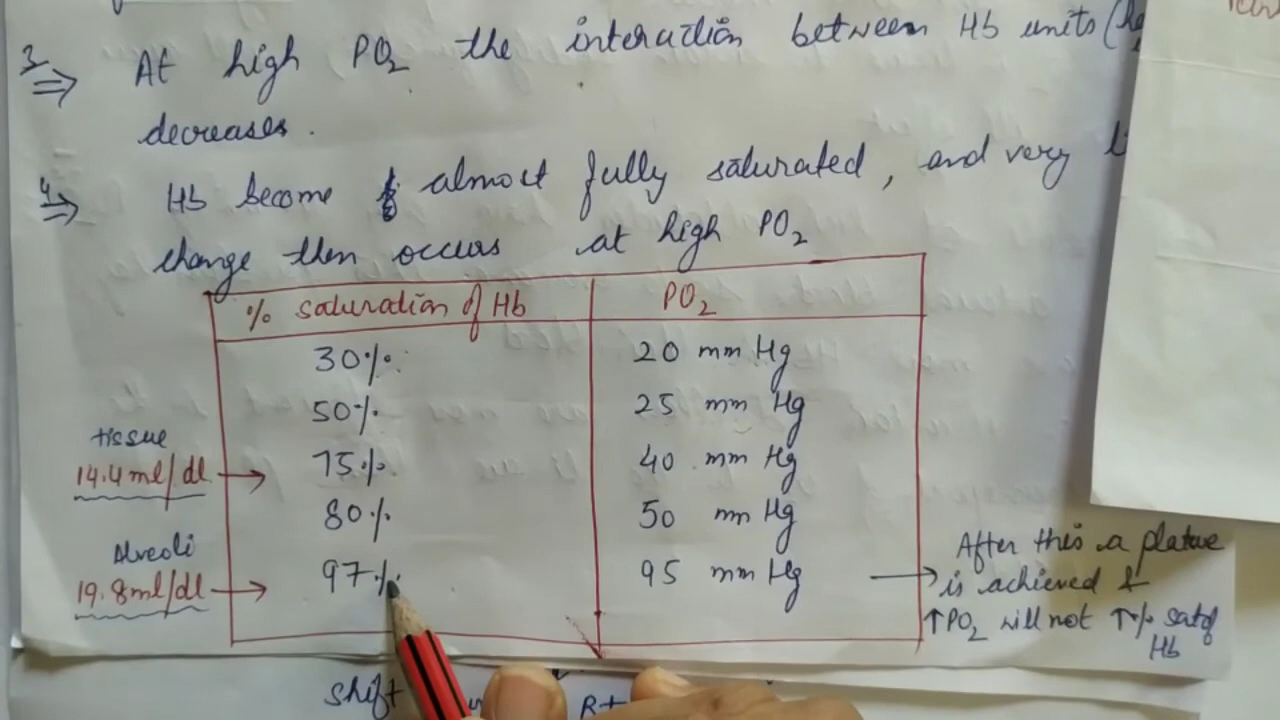 3⇒ At high PO2 the interaction between Hb units
decreases.
4⇒ Hb become almost fully saturated, and very
change then occurs at high PO2
% saturation of Hb PO2
30% 20 mm Hg
50% 25 mm Hg
tissue
14.4 ml/dl → 75% 40 mm Hg
80% 50 mm Hg
Alveoli
19.8 ml/dl → 97% 95 mm Hg → After this a platue
is achieved &
↑PO2 will not ↑% satof
Hb
shift